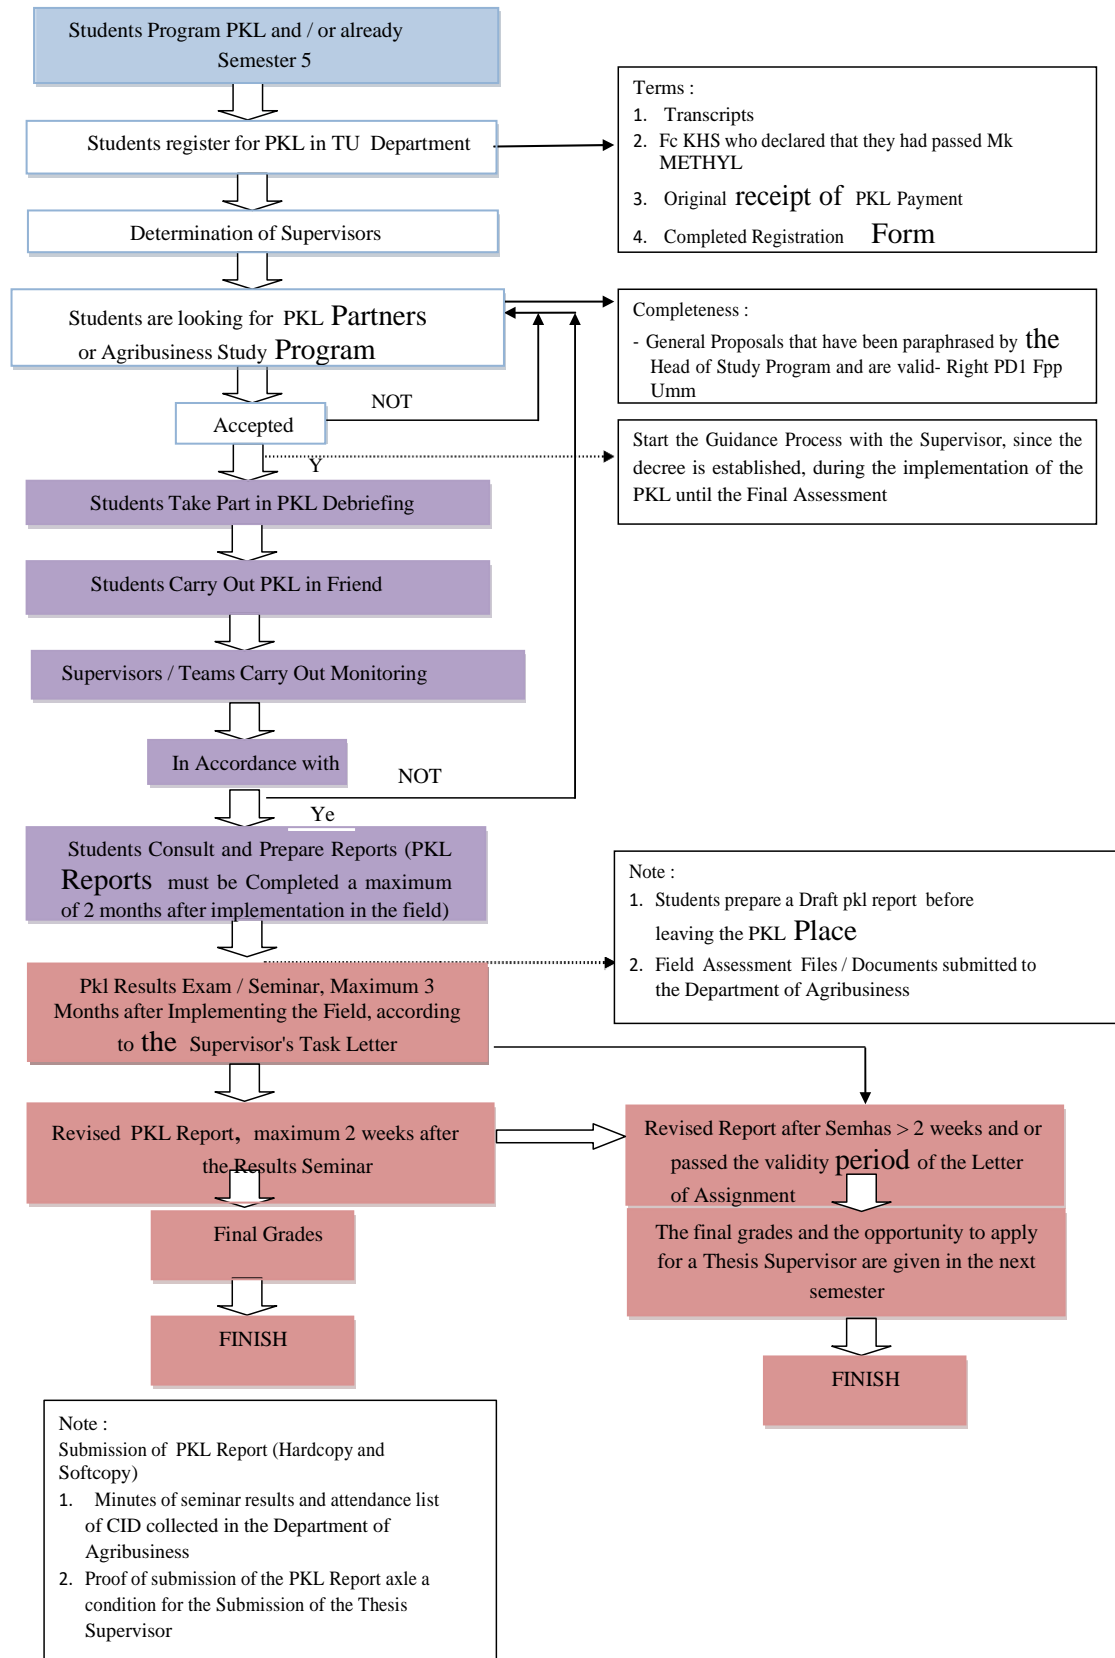 Students Program PKL and / or already
Semester 5
Students register for PKL in TU Department
Terms :
1. Transcripts
2. Fc KHS who declared that they had passed Mk
METHYL
3. Original receipt of PKL Payment
4. Completed Registration Form
Determination of Supervisors
Students are looking for PKL Partners
or Agribusiness Study Program
Completeness :
- General Proposals that have been paraphrased by the
Head of Study Program and are valid- Right PD1 Fpp
Umm
NOT
Accepted
Y
Start the Guidance Process with the Supervisor, since the
decree is established, during the implementation of the
PKL until the Final Assessment
Students Take Part in PKL Debriefing
Students Carry Out PKL in Friend
Supervisors / Teams Carry Out Monitoring
In Accordance with
NOT
Ye
Students Consult and Prepare Reports (PKL
Reports must be Completed a maximum
of 2 months after implementation in the field)
Note :
1. Students prepare a Draft pkl report before
leaving the PKL Place
2. Field Assessment Files / Documents submitted to
the Department of Agribusiness
Pkl Results Exam / Seminar, Maximum 3
Months after Implementing the Field, according
to the Supervisor's Task Letter
Revised PKL Report, maximum 2 weeks after
the Results Seminar
Revised Report after Semhas > 2 weeks and or
passed the validity period of the Letter
of Assignment
Final Grades
The final grades and the opportunity to apply
for a Thesis Supervisor are given in the next
semester
FINISH
FINISH
Note :
Submission of PKL Report (Hardcopy and
Softcopy)
1. Minutes of seminar results and attendance list
of CID collected in the Department of
Agribusiness
2. Proof of submission of the PKL Report axle a
condition for the Submission of the Thesis
Supervisor